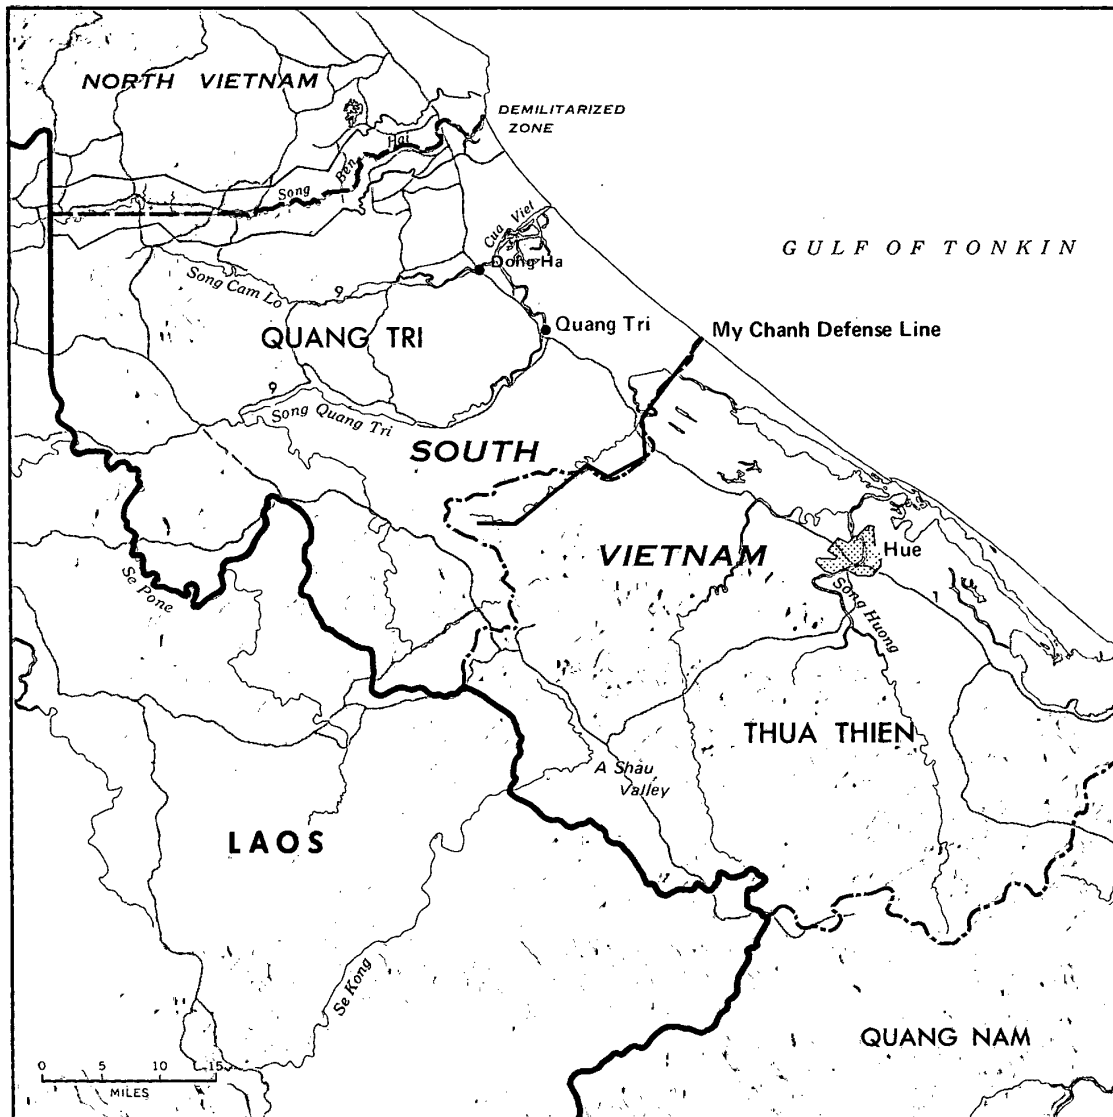 NORTH VIETNAM
DEMILITARIZED
ZONE
Song Ben Hai
Cua Viet
GULF OF TONKIN
Dong Ha
Song Cam Lo
9
QUANG TRI
Quang Tri
My Chanh Defense Line
9
Song Quang Tri
SOUTH
VIETNAM
Hue
Se Pone
Song Huong
1
THUA THIEN
A Shau
Valley
LAOS
Se Kong
QUANG NAM
0 5 10 15
MILES